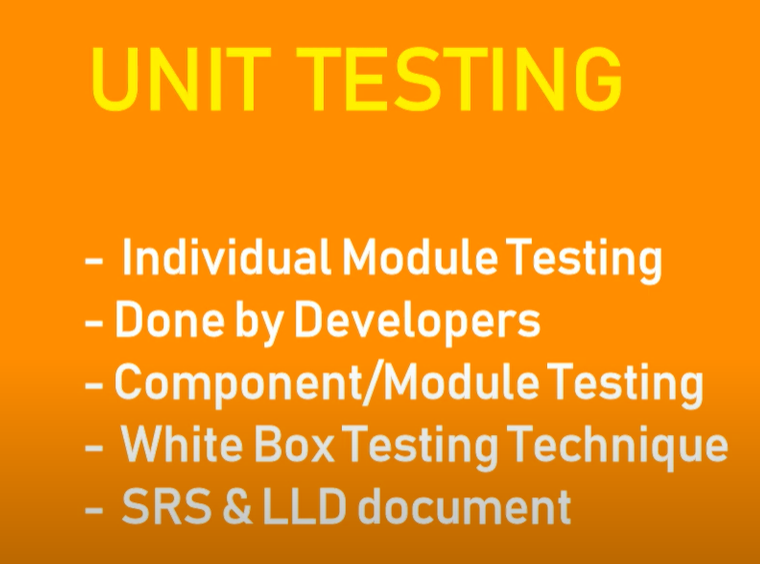 UNIT TESTING
- Individual Module Testing
- Done by Developers
- Component/Module Testing
- White Box Testing Technique
- SRS & LLD document